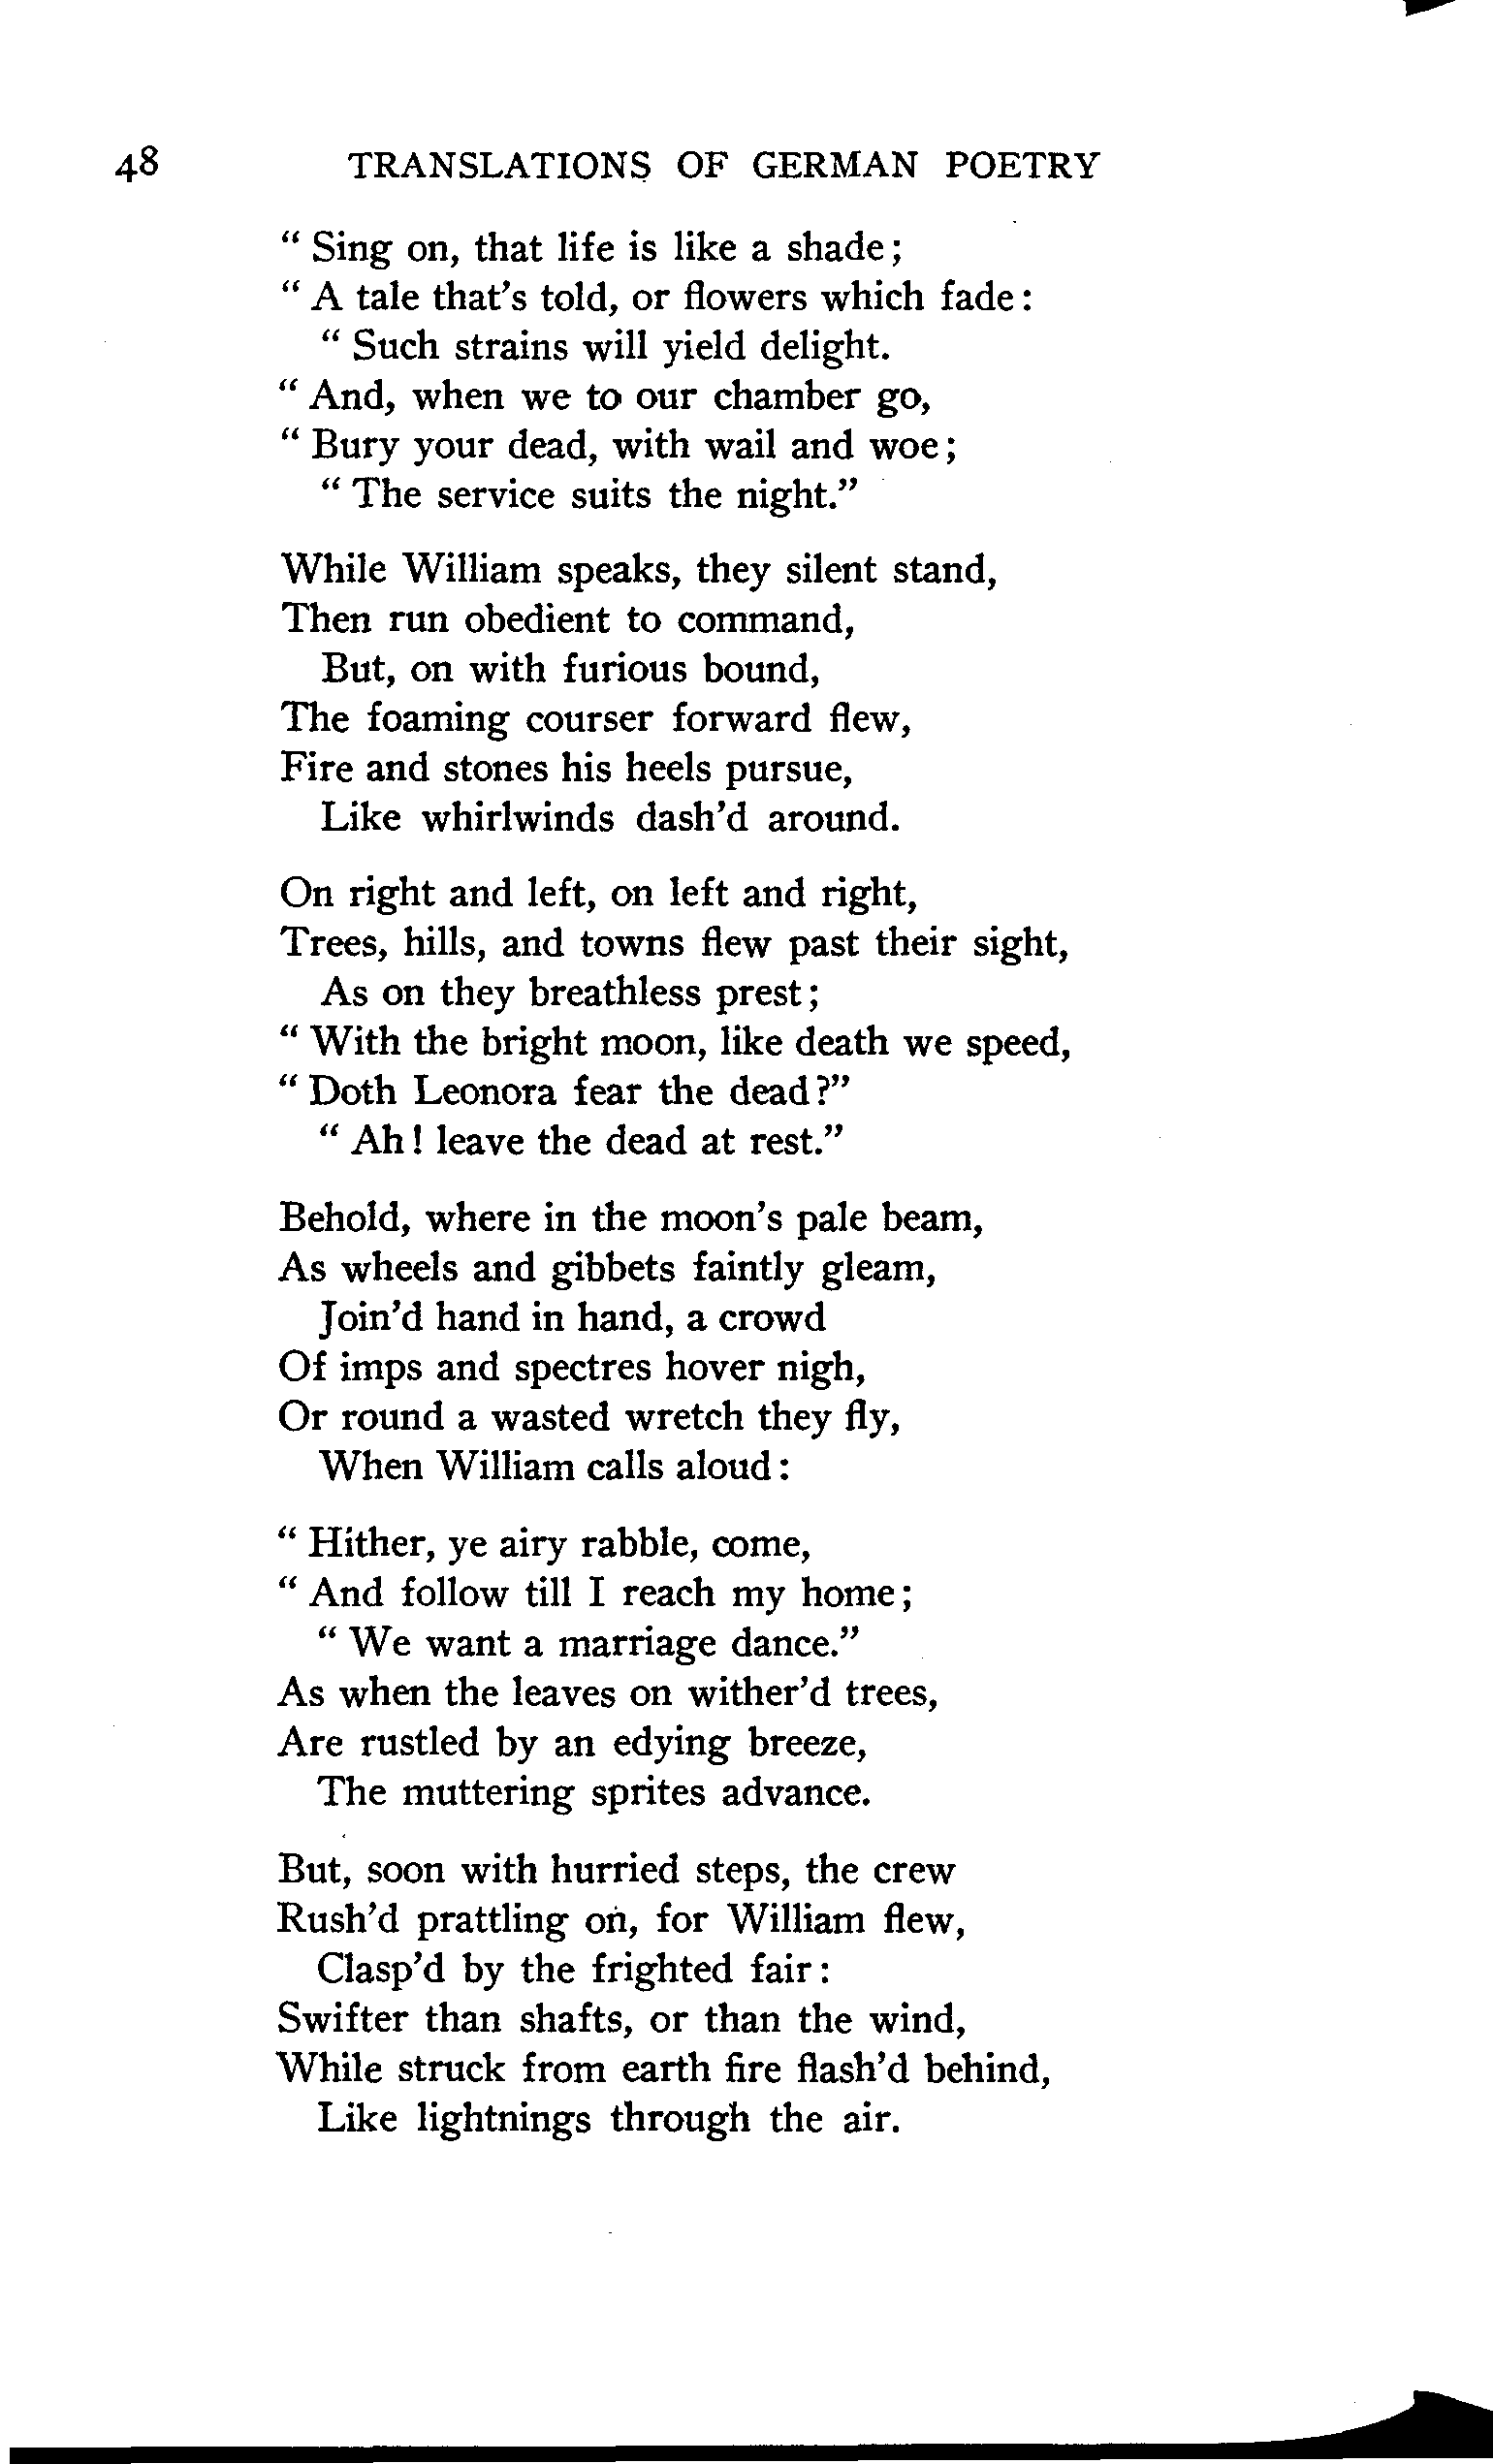 48 TRANSLATIONS OF GERMAN POETRY
“ Sing on, that life is like a shade;
“ A tale that’s told, or flowers which fade:
“ Such strains will yield delight.
“ And, when we to our chamber go,
“ Bury your dead, with wail and woe;
“ The service suits the night.”
While William speaks, they silent stand,
Then run obedient to command,
But, on with furious bound,
The foaming courser forward flew,
Fire and stones his heels pursue,
Like whirlwinds dash’d around.
On right and left, on left and right,
Trees, hills, and towns flew past their sight,
As on they breathless prest;
“ With the bright moon, like death we speed,
“ Doth Leonora fear the dead?”
“ Ah! leave the dead at rest.”
Behold, where in the moon’s pale beam,
As wheels and gibbets faintly gleam,
Join’d hand in hand, a crowd
Of imps and spectres hover nigh,
Or round a wasted wretch they fly,
When William calls aloud:
“ Hither, ye airy rabble, come,
“ And follow till I reach my home;
“ We want a marriage dance.”
As when the leaves on wither’d trees,
Are rustled by an edying breeze,
The muttering sprites advance.
But, soon with hurried steps, the crew
Rush’d prattling on, for William flew,
Clasp’d by the frighted fair:
Swifter than shafts, or than the wind,
While struck from earth fire flash’d behind,
Like lightnings through the air.